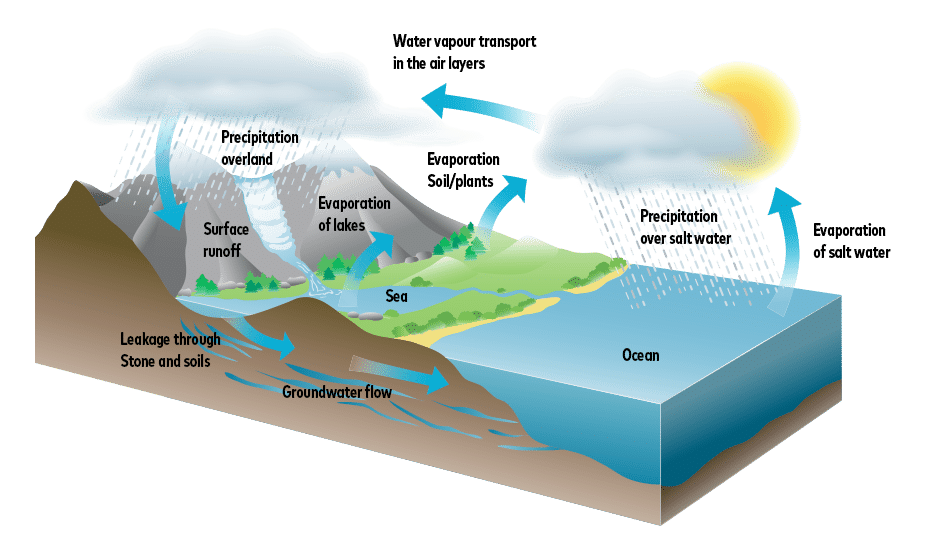 Water vapour transport
in the air layers
Precipitation
overland
Evaporation
Soil/plants
Evaporation
of lakes
Surface
runoff
Precipitation
over salt water
Evaporation
of salt water
Sea
Leakage through
Stone and soils
Ocean
Groundwater flow